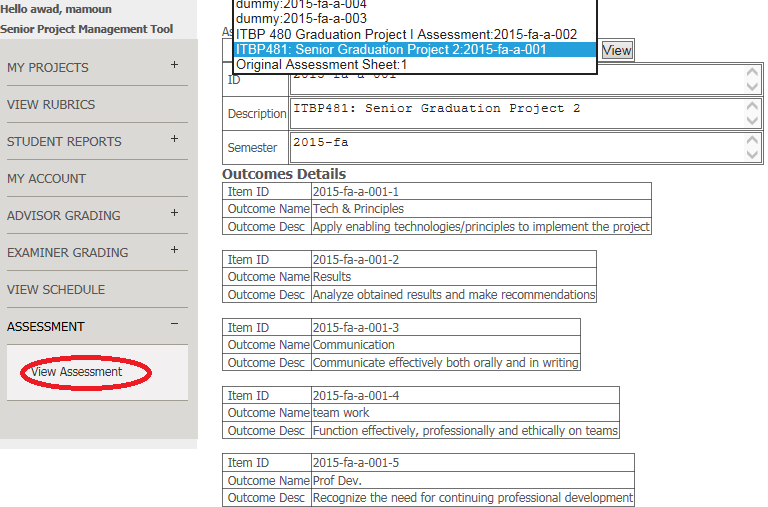 Hello awad, mamoun
Senior Project Management Tool
MY PROJECTS +
VIEW RUBRICS
STUDENT REPORTS +
MY ACCOUNT
ADVISOR GRADING +
EXAMINER GRADING +
VIEW SCHEDULE
ASSESSMENT −
View Assessment
dummy:2015-fa-a-004
dummy:2015-fa-a-003
ITBP 480 Graduation Project I Assessment:2015-fa-a-002
ITBP481: Senior Graduation Project 2:2015-fa-a-001
Original Assessment Sheet:1
View
ID 2015-fa-a-001
Description ITBP481: Senior Graduation Project 2
Semester 2015-fa
Outcomes Details
Item ID 2015-fa-a-001-1
Outcome Name Tech & Principles
Outcome Desc Apply enabling technologies/principles to implement the project
Item ID 2015-fa-a-001-2
Outcome Name Results
Outcome Desc Analyze obtained results and make recommendations
Item ID 2015-fa-a-001-3
Outcome Name Communication
Outcome Desc Communicate effectively both orally and in writing
Item ID 2015-fa-a-001-4
Outcome Name team work
Outcome Desc Function effectively, professionally and ethically on teams
Item ID 2015-fa-a-001-5
Outcome Name Prof Dev.
Outcome Desc Recognize the need for continuing professional development